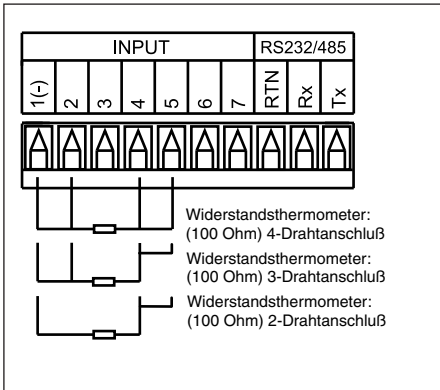 INPUT RS232/485
1(-) 2 3 4 5 6 7 RTN Rx Tx
Widerstandsthermometer:
(100 Ohm) 4-Drahtanschluß
Widerstandsthermometer:
(100 Ohm) 3-Drahtanschluß
Widerstandsthermometer:
(100 Ohm) 2-Drahtanschluß